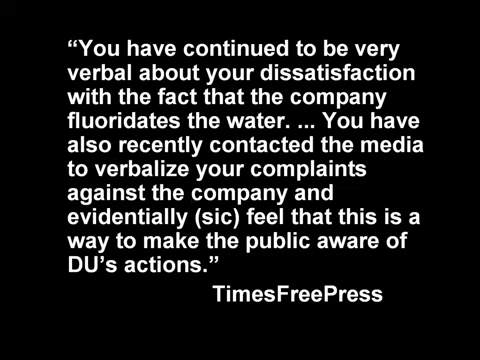 “You have continued to be very
verbal about your dissatisfaction
with the fact that the company
fluoridates the water. ... You have
also recently contacted the media
to verbalize your complaints
against the company and
evidentially (sic) feel that this is a
way to make the public aware of
DU’s actions.”
TimesFreePress